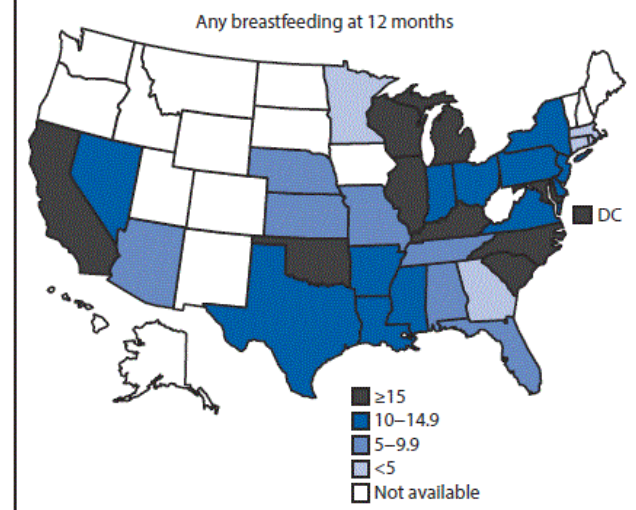 Any breastfeeding at 12 months
DC
≥15
10–14.9
5–9.9
<5
Not available